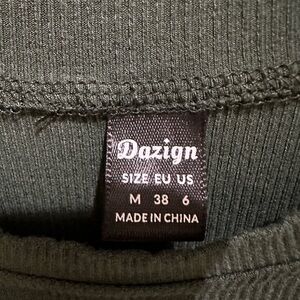 Dazign
SIZE EU US
M 38 6
MADE IN CHINA